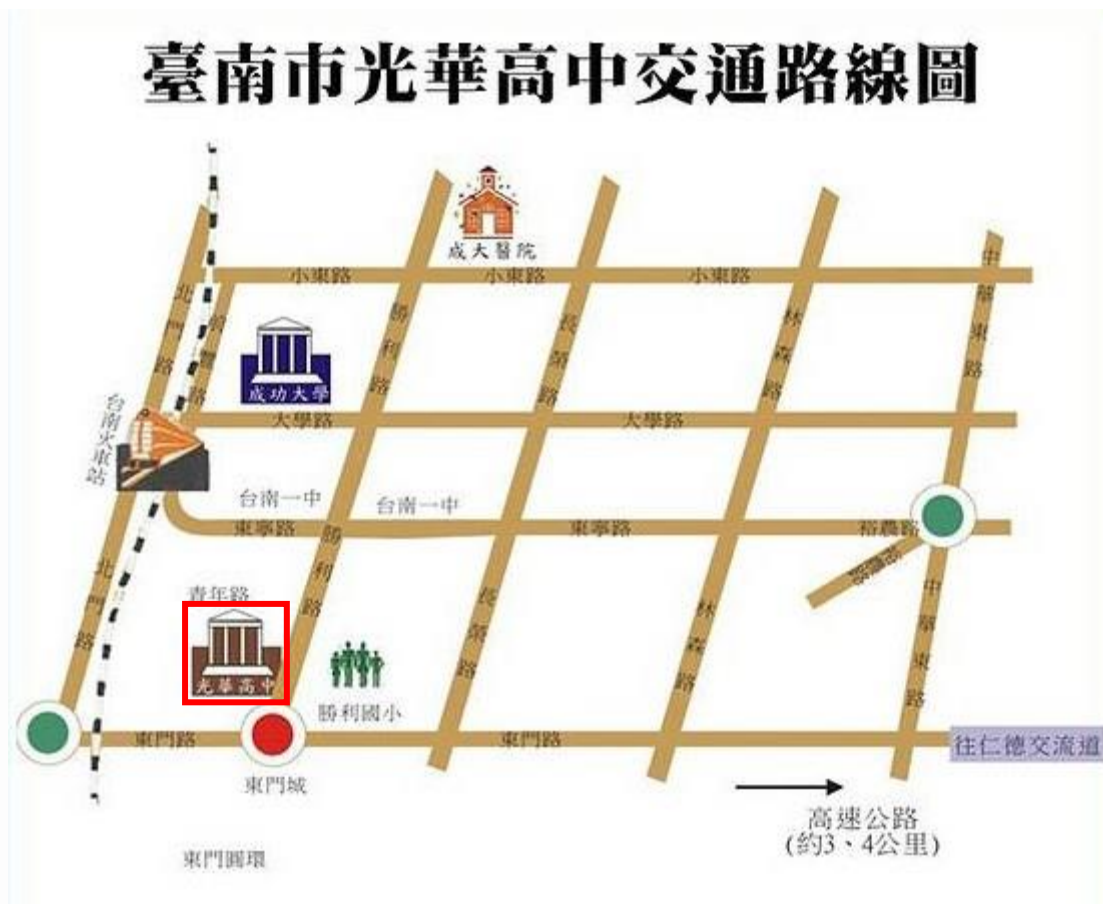 臺南市光華高中交通路線圖
成大醫院
小東路
小東路
小東路
中華東路
北門路
勝利路
長榮路
林森路
成功大學
大學路
大學路
台南火車站
台南一中
台南一中
東寧路
東寧路
裕農路
勝利路
北門路
青年路
長榮路
林森路
中華東路
光華高中
勝利國小
東門路
東門路
往仁德交流道
東門城
高速公路
(約3、4公里)
東門圓環